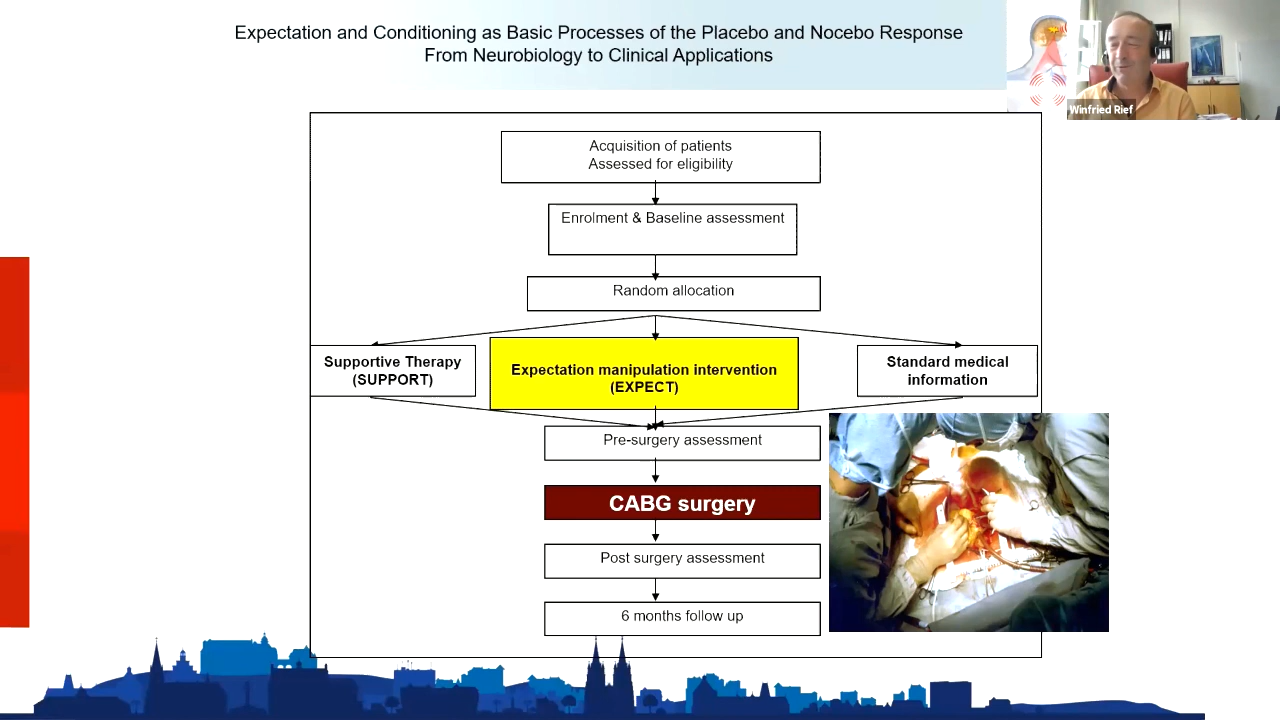 Expectation and Conditioning as Basic Processes of the Placebo and Nocebo Response
From Neurobiology to Clinical Applications
Winfried Rief
Acquisition of patients
Assessed for eligibility
Enrolment & Baseline assessment
Random allocation
Supportive Therapy
(SUPPORT)
Expectation manipulation intervention
(EXPECT)
Standard medical
information
Pre-surgery assessment
CABG surgery
Post surgery assessment
6 months follow up